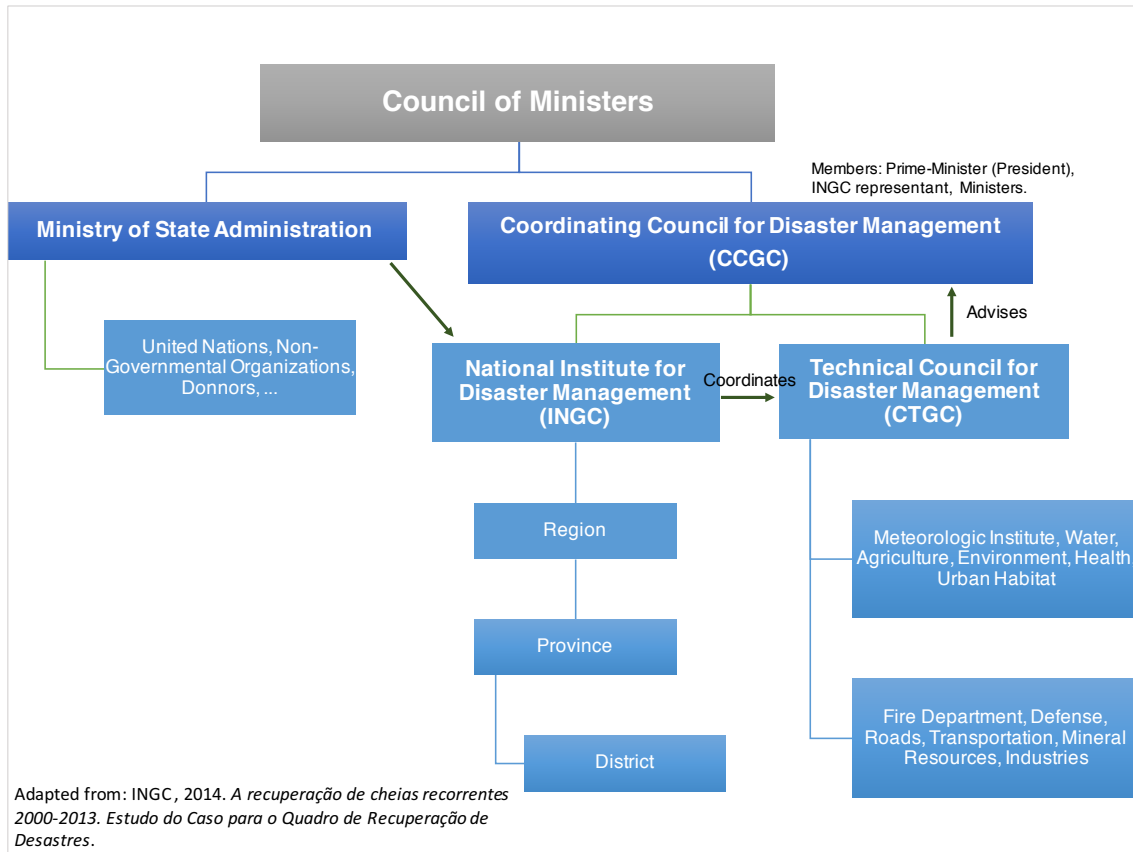 Council of Ministers
Members: Prime-Minister (President),
INGC representant, Ministers.
Ministry of State Administration
Coordinating Council for Disaster Management
(CCGC)
Advises
United Nations, Non-
Governmental Organizations,
Donnors, ...
National Institute for
Disaster Management
(INGC)
Coordinates
Technical Council for
Disaster Management
(CTGC)
Region
Meteorologic Institute, Water,
Agriculture, Environment, Health
Urban Habitat
Province
Fire Department, Defense,
Roads, Transportation, Mineral
Resources, Industries
District
Adapted from: INGC, 2014. A recuperação de cheias recorrentes
2000-2013. Estudo do Caso para o Quadro de Recuperação de
Desastres.